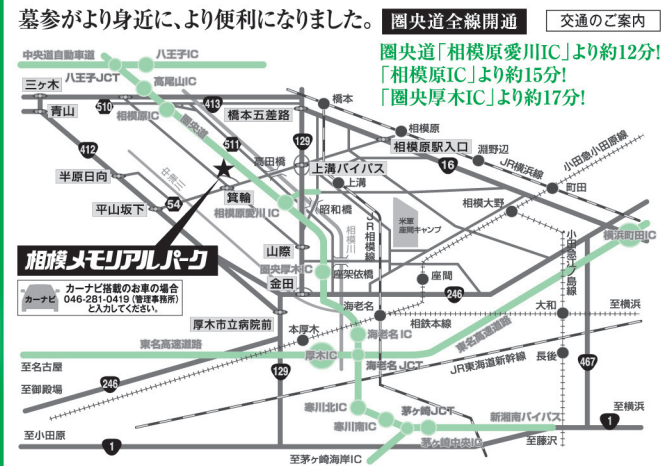 墓参がより身近に、より便利になりました。 圏央道全線開通 交通のご案内
圏央道「相模原愛川IC」より約12分!
「相模原IC」より約15分!
「圏央厚木IC」より約17分!
中央道自動車道
八王子IC
八王子JCT
高尾山IC
三ヶ木
青山
510
相模原IC
圏央道
413
橋本五差路
橋本
相模原
511
129
相模原駅入口
淵野辺
JR横浜線
小田急小田原線
412
高田橋
上溝バイパス
16
半原日向
串川
上溝
町田
54
箕輪
平山坂下
相模原愛川IC
昭和橋
相模大野
JR相模線
米軍
座間キャンプ
相模川
小田急江ノ島線
横浜町田IC
山際
相模メモリアルパーク
圏央厚木IC
座架依橋
座間
金田
246
カーナビ
カーナビ搭載のお車の場合
046-281-0419(管理事務所)
と入力してください。
厚木市立病院前
海老名
大和
至横浜
本厚木
相鉄本線
海老名IC
東名高速道路
東名高速道路
厚木IC
海老名JCT
長後
至名古屋
JR東海道新幹線
467
至御殿場
246
129
寒川北IC
茅ヶ崎JCT
寒川南IC
新湘南バイパス
1
至横浜
至小田原
1
茅ヶ崎中央IC
至藤沢
至茅ヶ崎海岸IC